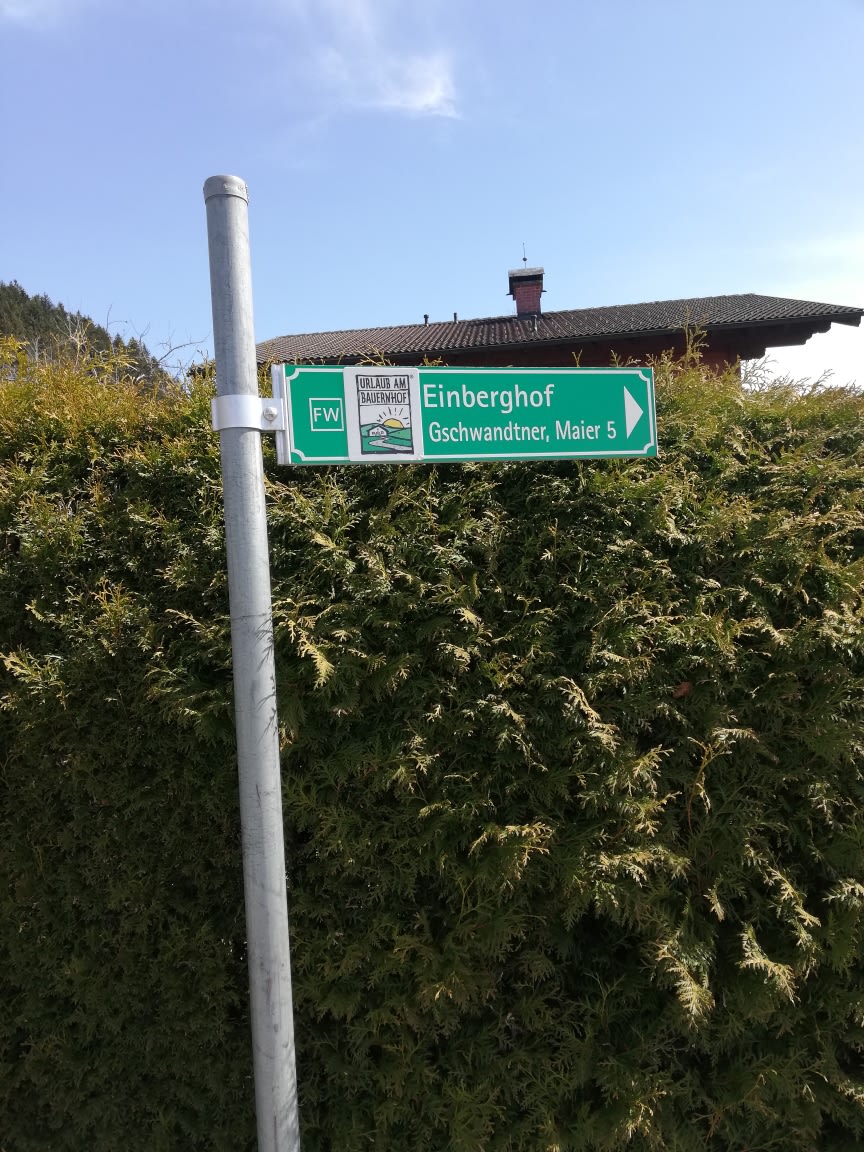 FW
URLAUB AM
BAUERNHOF
Einberghof
Gschwandtner, Maier 5